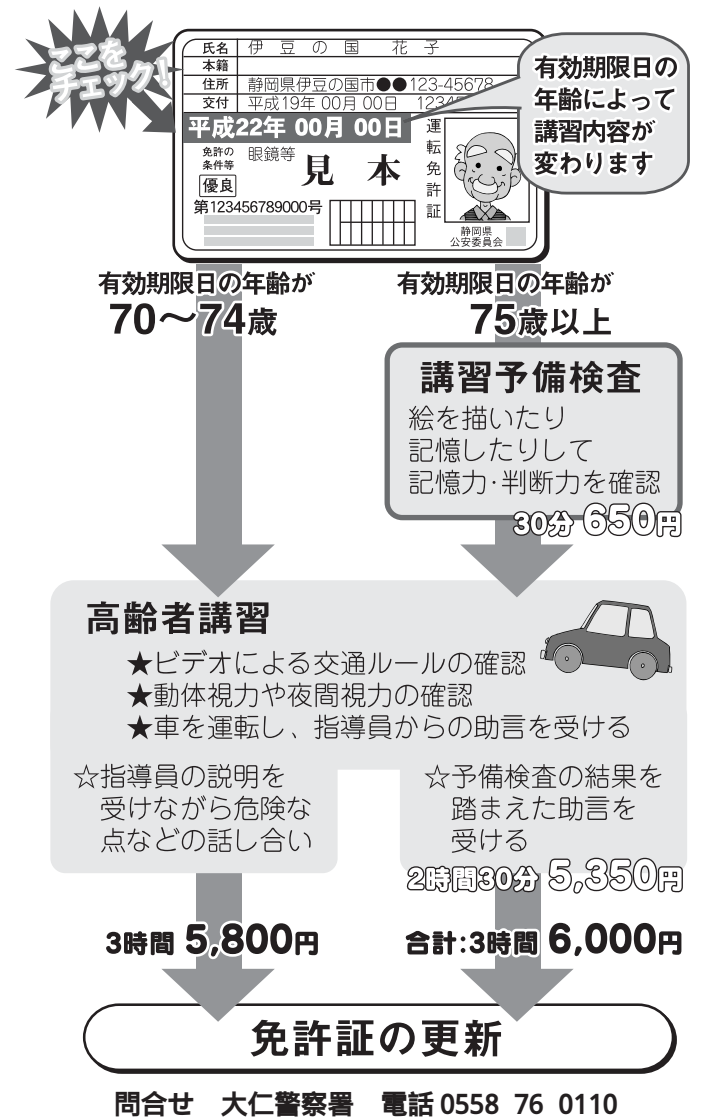 ここを
チェック!
氏名 伊 豆 の 国 花 子
本籍
住所 静岡県伊豆の国市●●123-45678
交付 平成19年 00月 00日 1234
平成22年 00月 00日
免許の
条件等
眼鏡等
見 本
優良
第123456789000号
運転免許証
静岡県
公安委員会
有効期限日の
年齢によって
講習内容が
変わります
有効期限日の年齢が
70～74歳
有効期限日の年齢が
75歳以上
講習予備検査
絵を描いたり
記憶したりして
記憶力・判断力を確認
30分 650円
高齢者講習
★ビデオによる交通ルールの確認
★動体視力や夜間視力の確認
★車を運転し、指導員からの助言を受ける
☆指導員の説明を
受けながら危険な
点などの話し合い
☆予備検査の結果を
踏まえた助言を
受ける
2時間30分 5,350円
3時間 5,800円
合計:3時間 6,000円
免許証の更新
問合せ 大仁警察署 電話 0558 76 0110